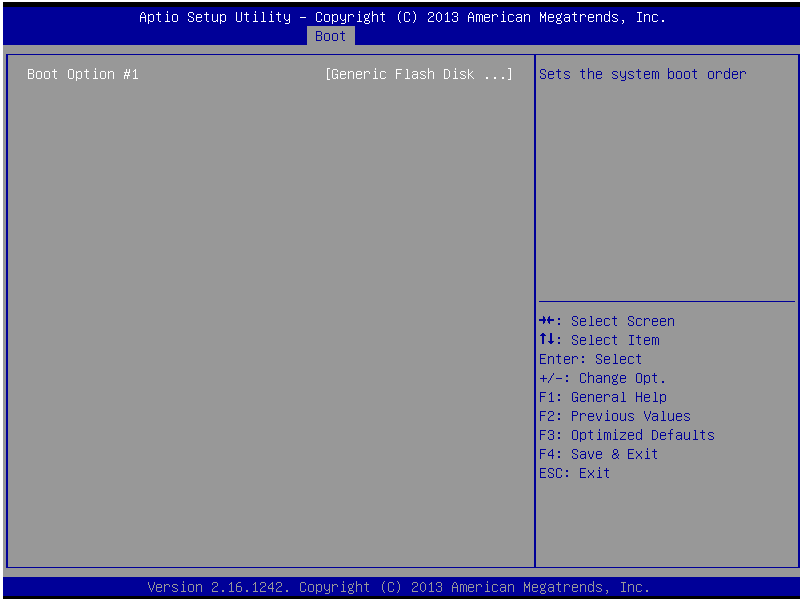 Aptio Setup Utility – Copyright (C) 2013 American Megatrends, Inc.
Boot
Boot Option #1 [Generic Flash Disk ...]
Sets the system boot order
→←: Select Screen
↑↓: Select Item
Enter: Select
+/-: Change Opt.
F1: General Help
F2: Previous Values
F3: Optimized Defaults
F4: Save & Exit
ESC: Exit
Version 2.16.1242. Copyright (C) 2013 American Megatrends, Inc.